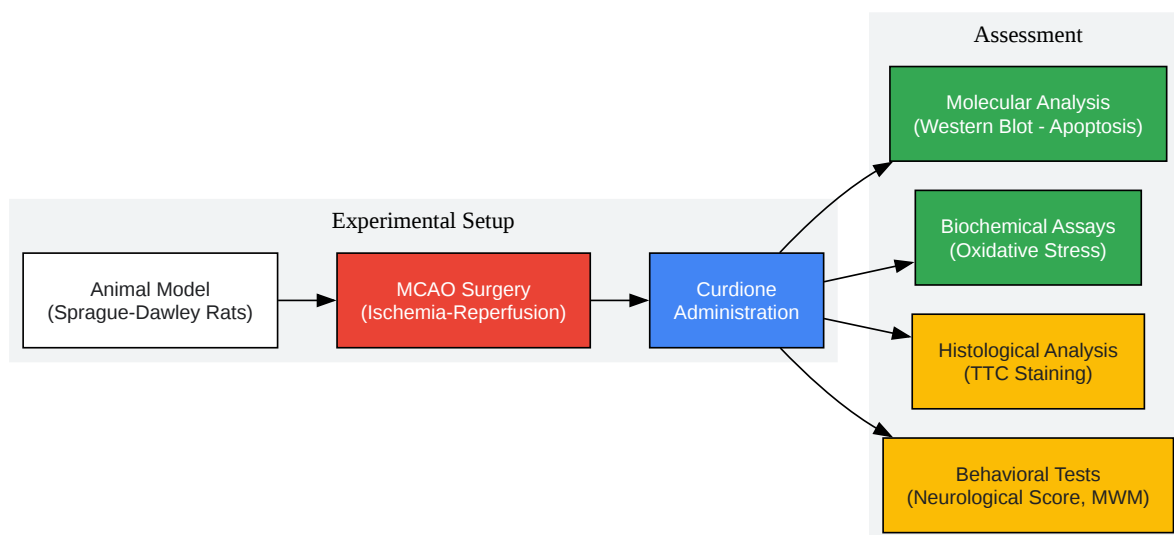 Experimental Setup
Animal Model
(Sprague-Dawley Rats)
MCAO Surgery
(Ischemia-Reperfusion)
Curdione
Administration
Assessment
Molecular Analysis
(Western Blot - Apoptosis)
Biochemical Assays
(Oxidative Stress)
Histological Analysis
(TTC Staining)
Behavioral Tests
(Neurological Score, MWM)